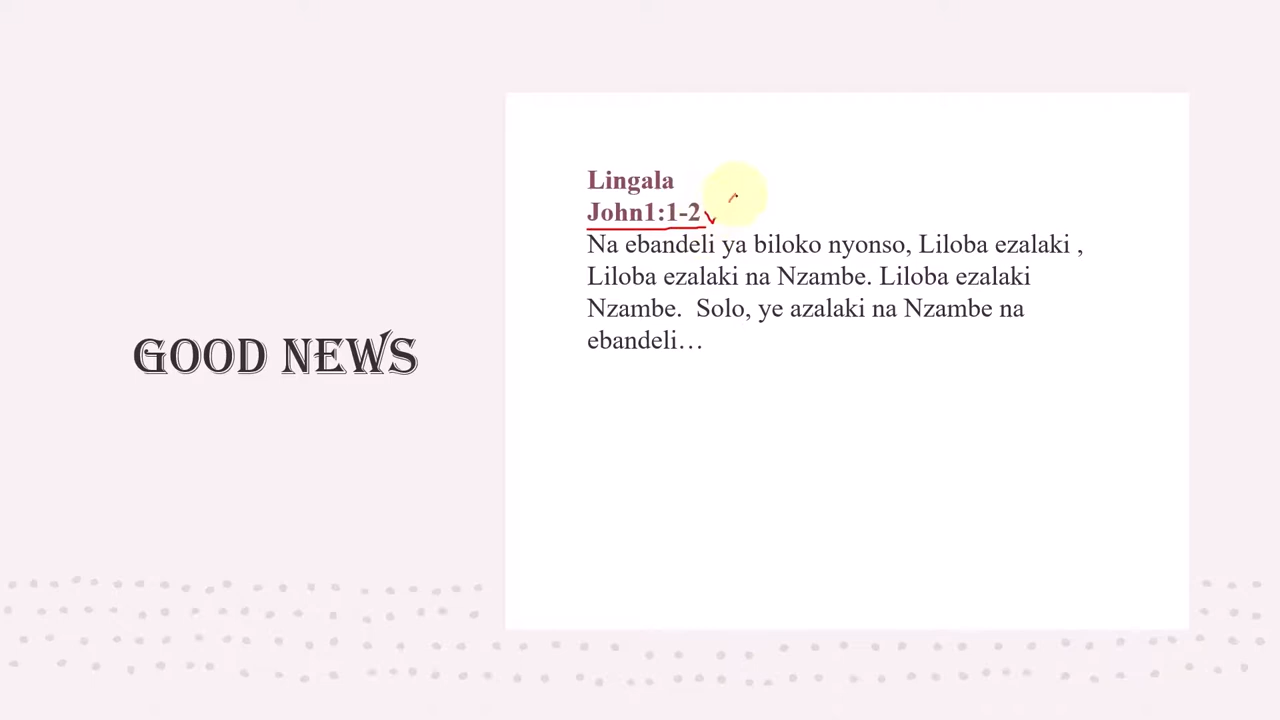 GOOD NEWS
Lingala
John1:1-2
Na ebandeli ya biloko nyonso, Liloba ezalaki ,
Liloba ezalaki na Nzambe. Liloba ezalaki
Nzambe.  Solo, ye azalaki na Nzambe na
ebandeli…